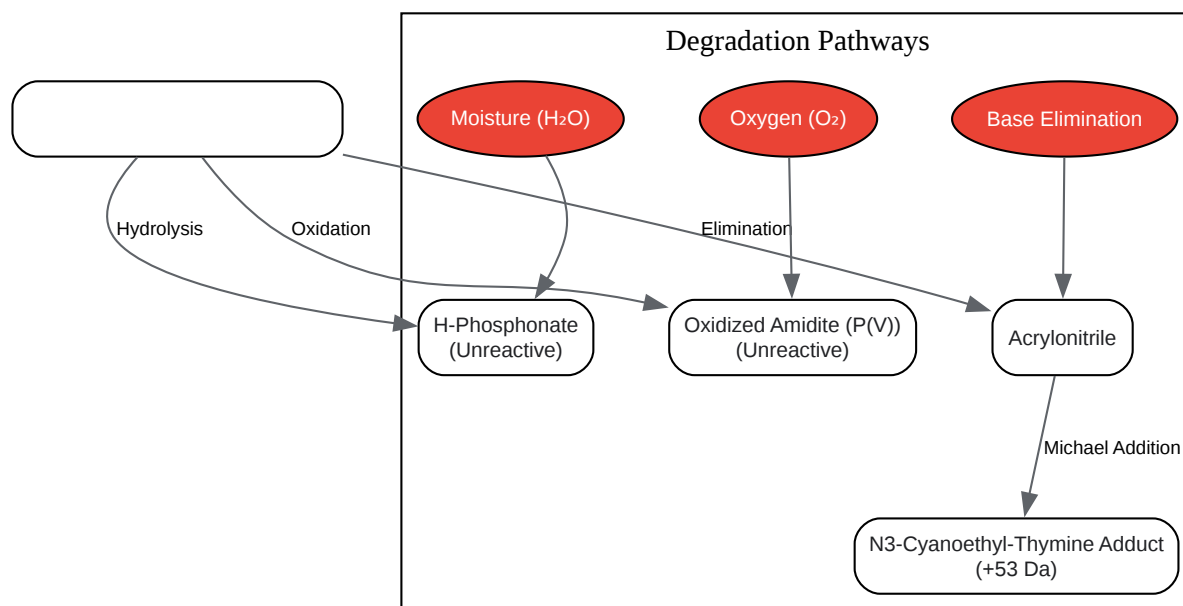 Degradation Pathways
Moisture (H₂O)
Oxygen (O₂)
Base Elimination
Hydrolysis
Oxidation
Elimination
H-Phosphonate
(Unreactive)
Oxidized Amidite (P(V))
(Unreactive)
Acrylonitrile
Michael Addition
N3-Cyanoethyl-Thymine Adduct
(+53 Da)